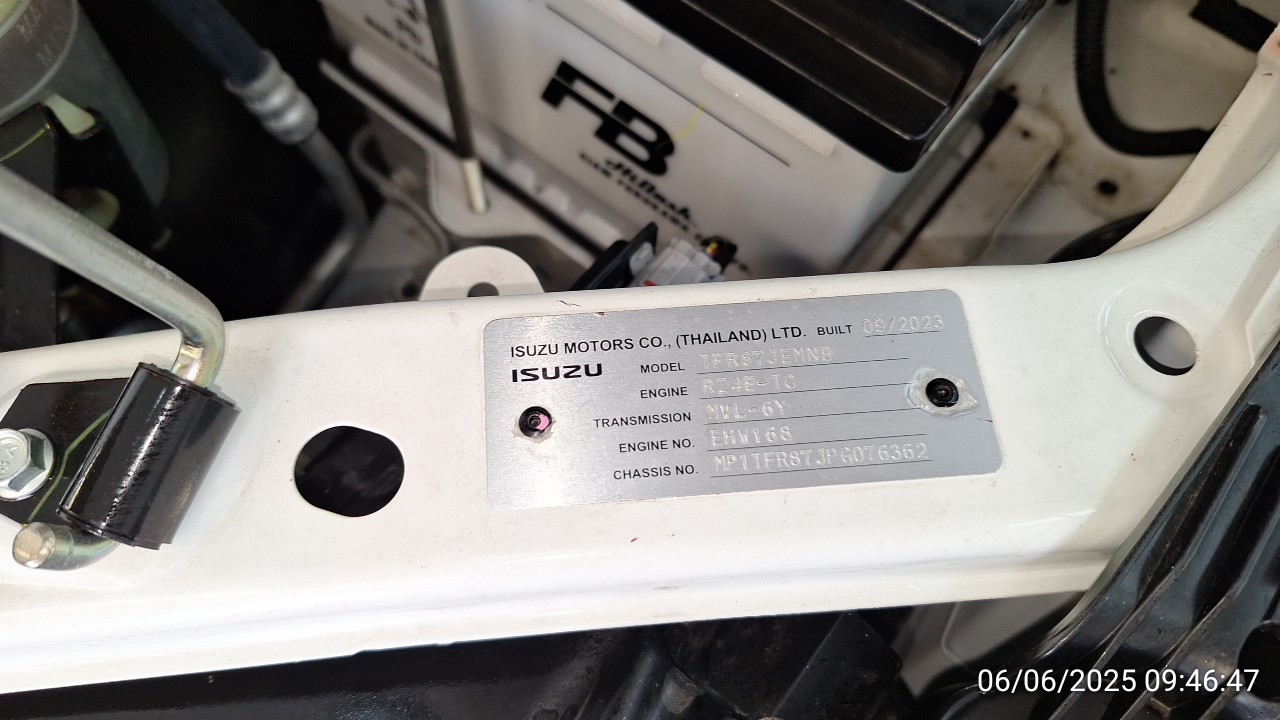 FB
ISUZU MOTORS CO., (THAILAND) LTD. BUILT 09/2023
ISUZU
MODEL TFR87JEMNB
ENGINE RZ4E-TC
TRANSMISSION MVL-6Y
ENGINE NO. EHW168
CHASSIS NO. MP1TFR87JPG0T6362
06/06/2025 09:46:47